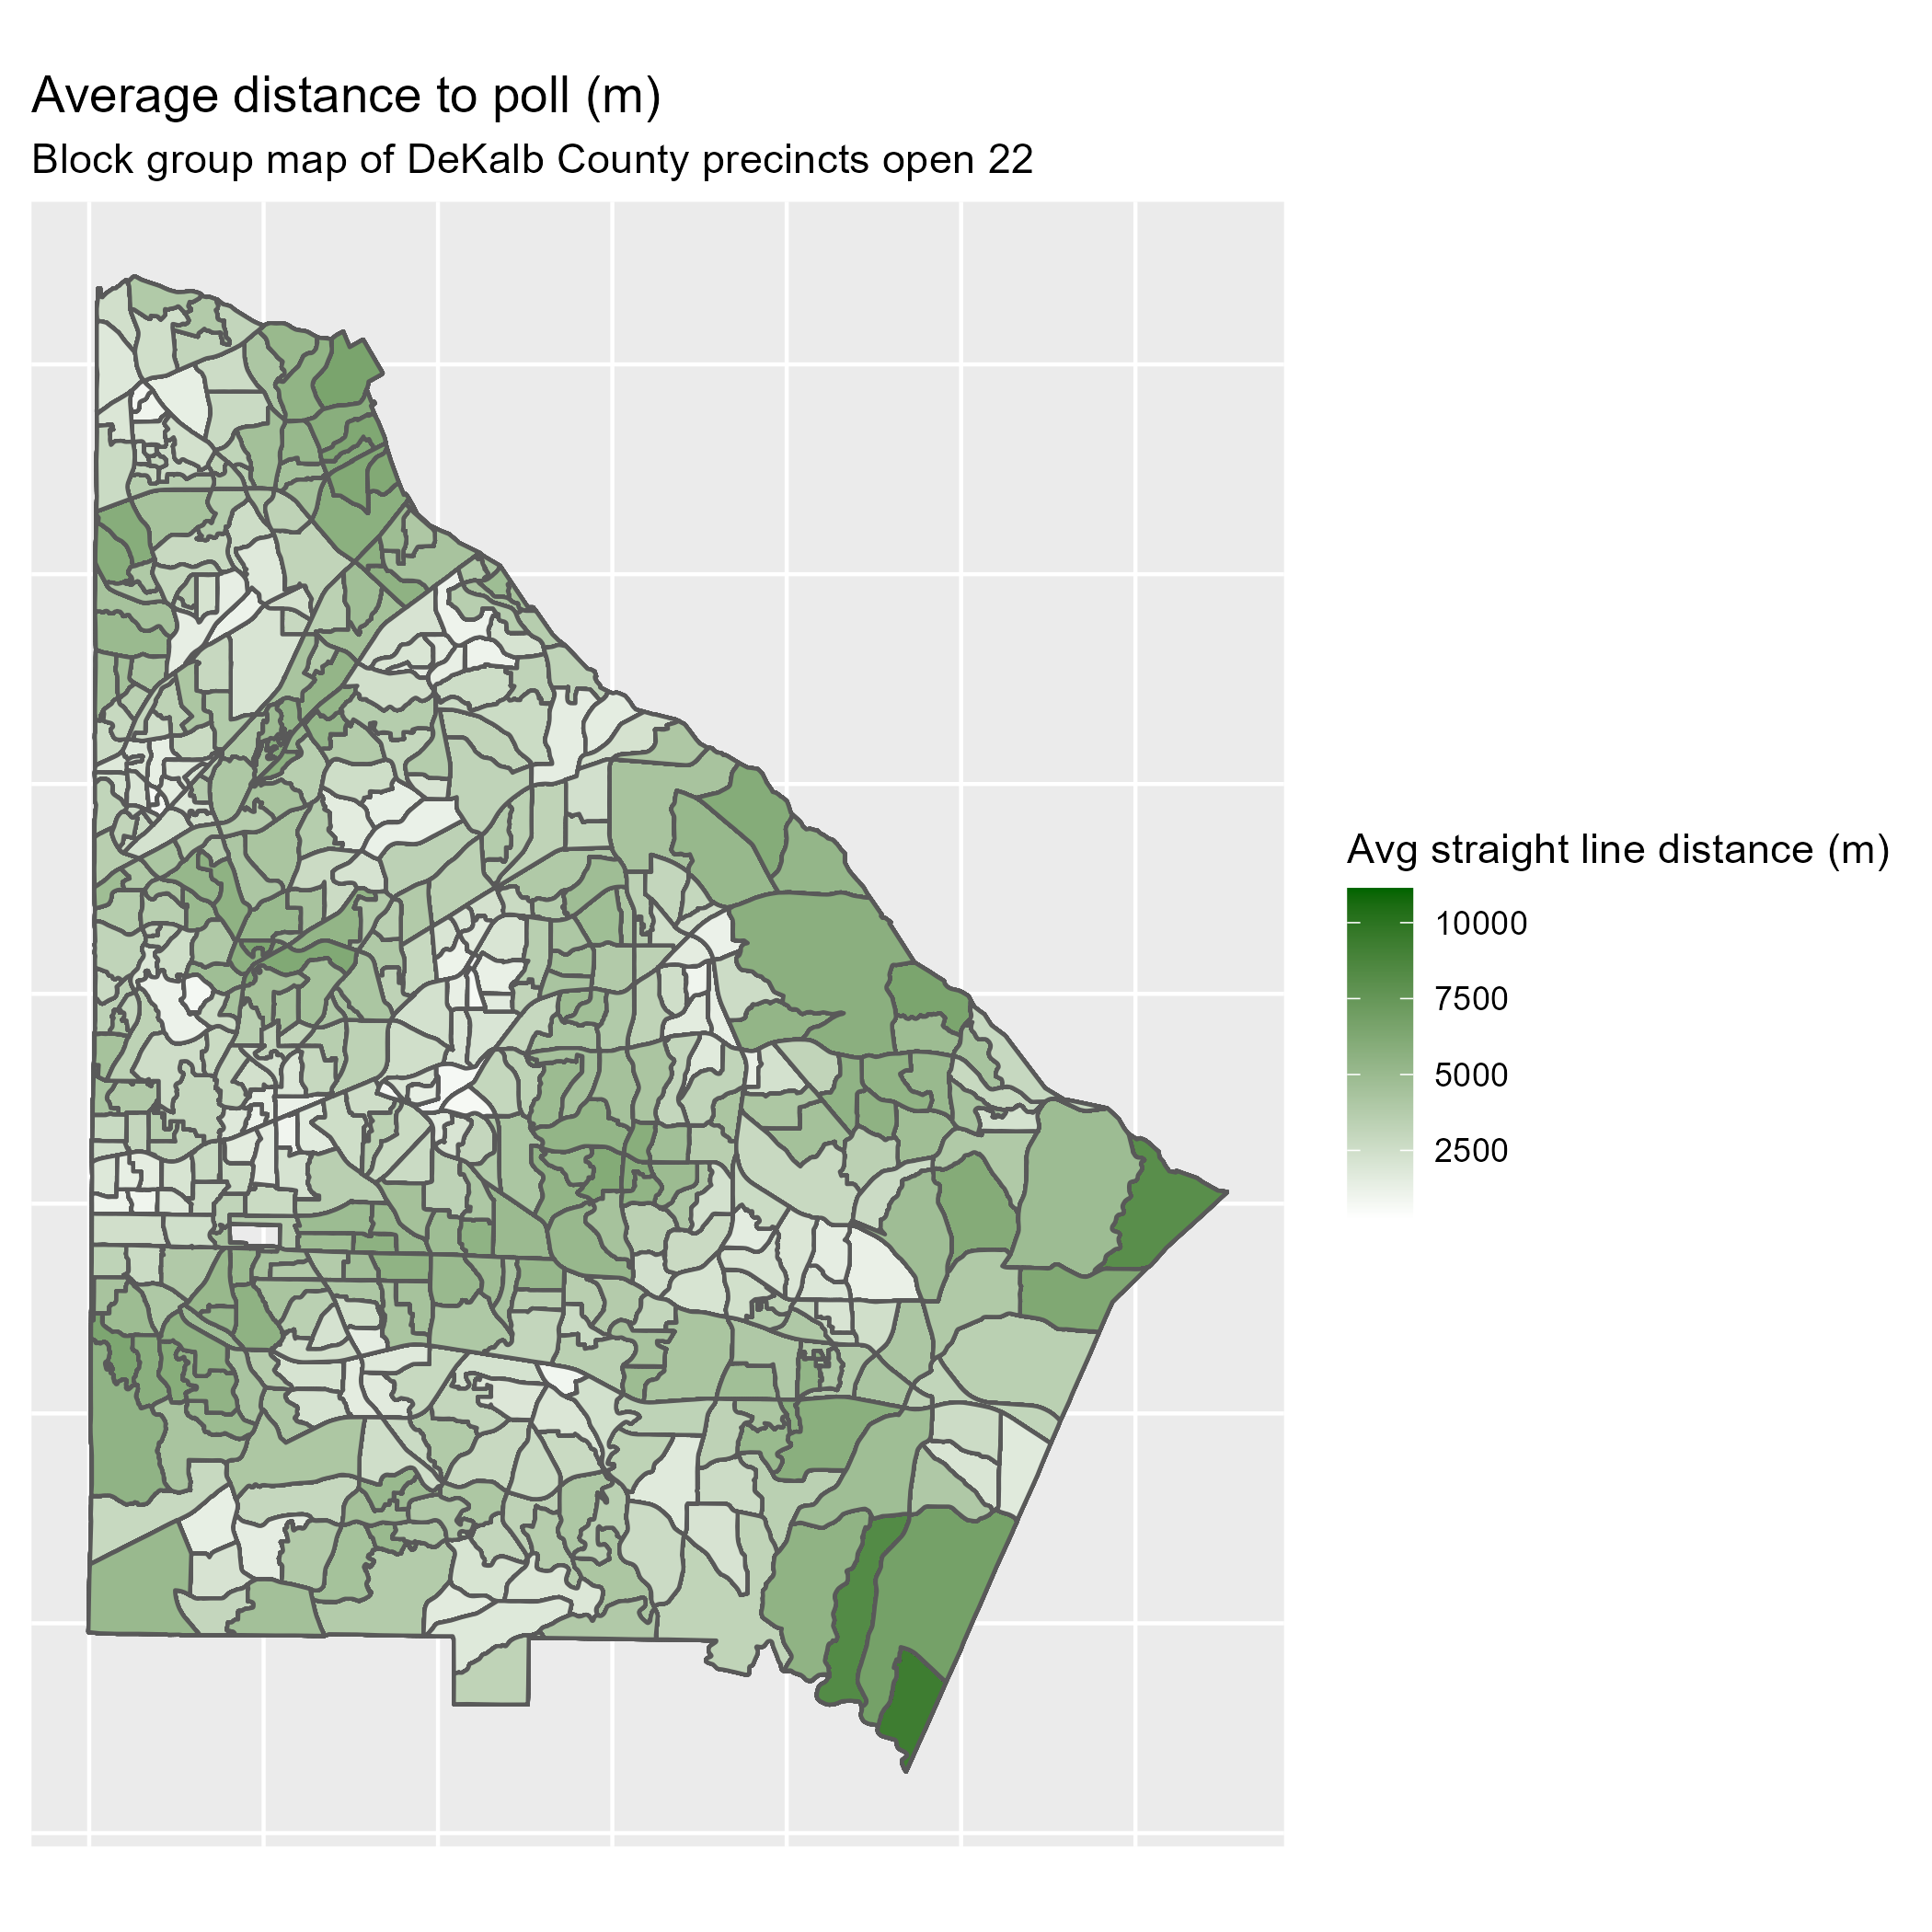 Average distance to poll (m)
Block group map of DeKalb County precincts open 22
Avg straight line distance (m)
10000
7500
5000
2500